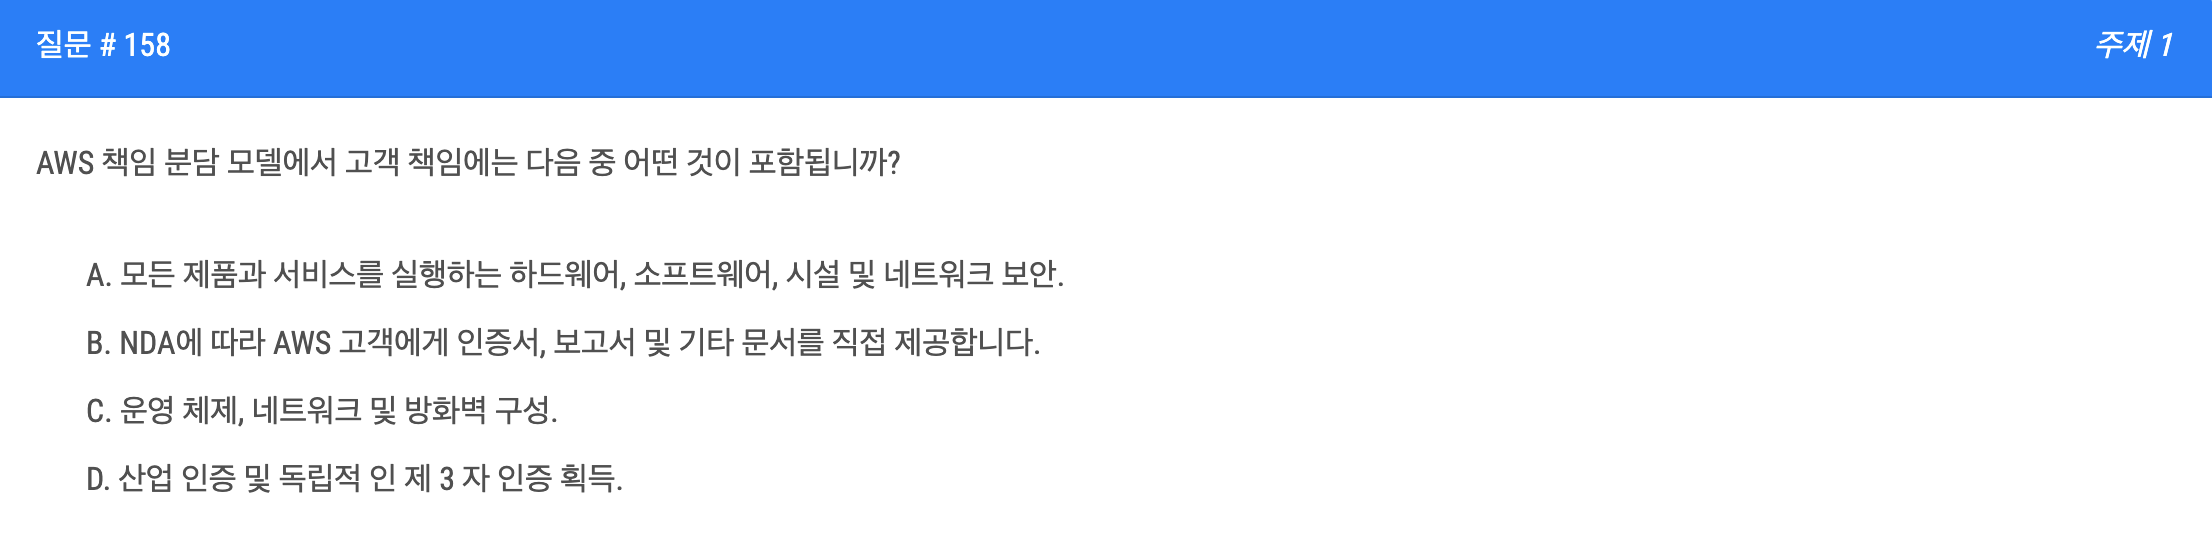 질문 # 158
주제 1
AWS 책임 분담 모델에서 고객 책임에는 다음 중 어떤 것이 포함됩니까?
A. 모든 제품과 서비스를 실행하는 하드웨어, 소프트웨어, 시설 및 네트워크 보안.
B. NDA에 따라 AWS 고객에게 인증서, 보고서 및 기타 문서를 직접 제공합니다.
C. 운영 체제, 네트워크 및 방화벽 구성.
D. 산업 인증 및 독립적 인 제 3 자 인증 획득.